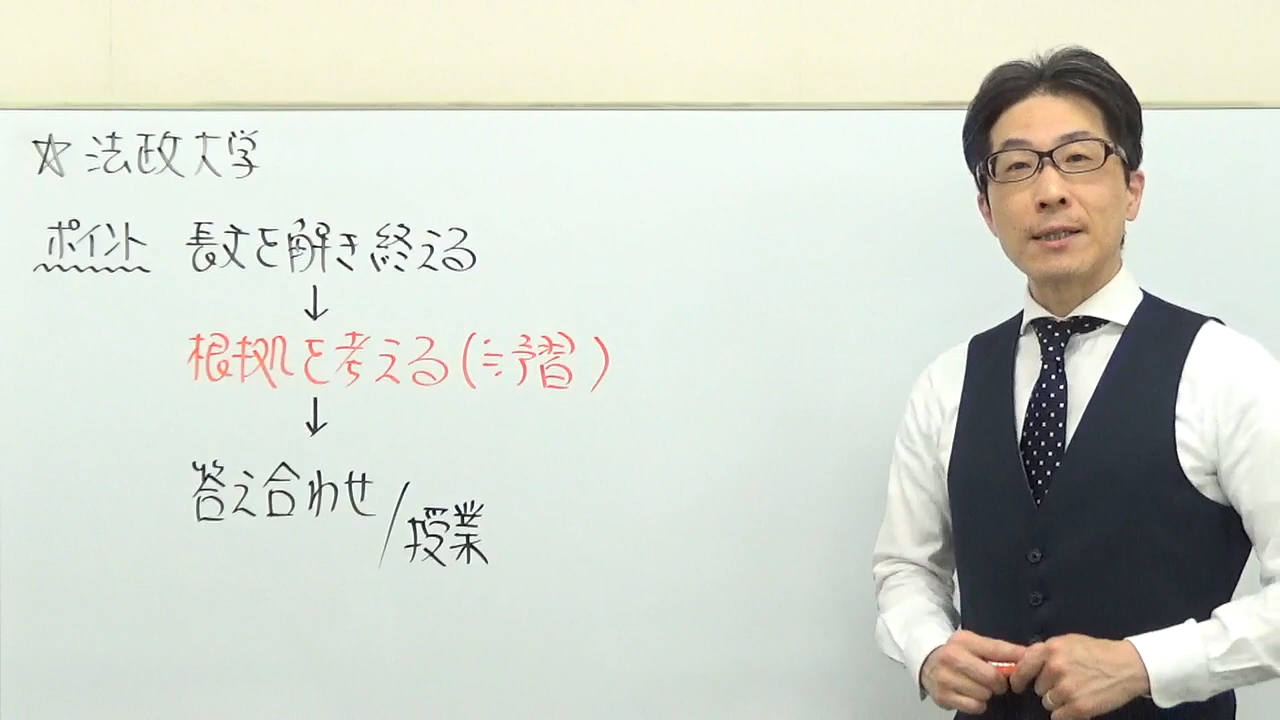 ☆ 法政大学
ポイント 長文を解き終える
↓
根拠を考える(≒予習)
↓
答え合わせ/授業